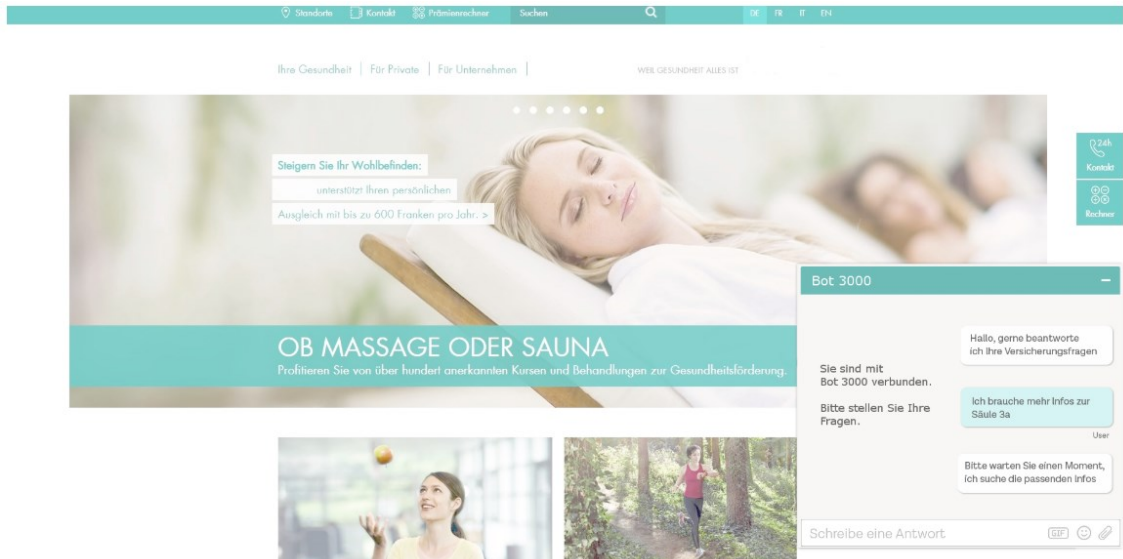 Standorte Kontakt Prämienrechner Suchen DE FR IT EN
Ihre Gesundheit Für Private Für Unternehmen WEIL GESUNDHEIT ALLES IST
Steigern Sie Ihr Wohlbefinden:
unterstützt Ihren persönlichen
Ausgleich mit bis zu 600 Franken pro Jahr. >
24h
Kontakt
Rechner
OB MASSAGE ODER SAUNA
Profitieren Sie von über hundert anerkannten Kursen und Behandlungen zur Gesundheitsförderung.
Bot 3000
Hallo, gerne beantworte
ich Ihre Versicherungsfragen
Sie sind mit
Bot 3000 verbunden.
Bitte stellen Sie Ihre
Fragen.
Ich brauche mehr Infos zur
Säule 3a
User
Bitte warten Sie einen Moment,
ich suche die passenden Infos
Schreibe eine Antwort GIF